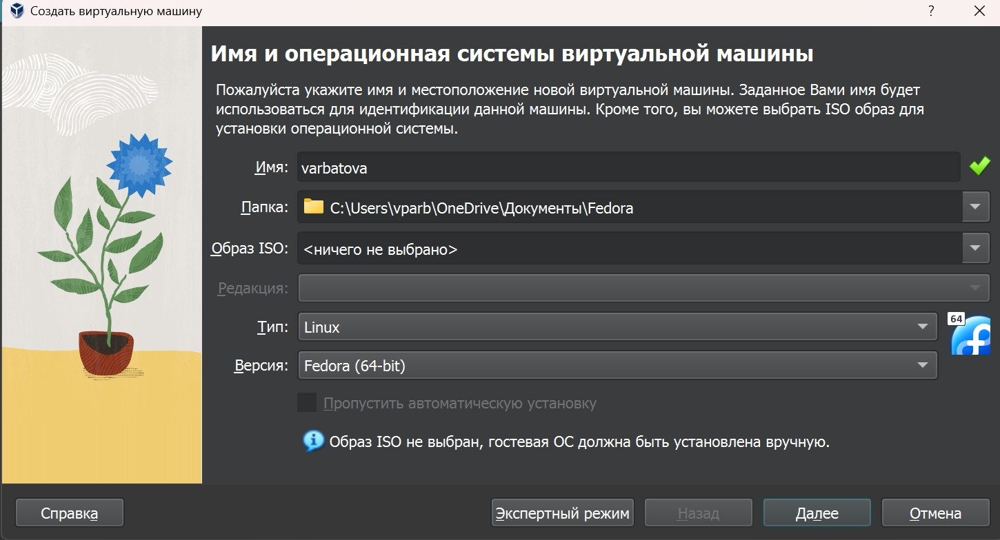 Создать виртуальную машину
?
Имя и операционная системы виртуальной машины
Пожалуйста укажите имя и местоположение новой виртуальной машины. Заданное Вами имя будет
использоваться для идентификации данной машины. Кроме того, вы можете выбрать ISO образ для
установки операционной системы.
Имя: varbatova
Папка: C:\Users\vparb\OneDrive\Документы\Fedora
Образ ISO: <ничего не выбрано>
Редакция:
Тип: Linux
64
Версия: Fedora (64-bit)
Пропустить автоматическую установку
Образ ISO не выбран, гостевая ОС должна быть установлена вручную.
Справка Экспертный режим Назад Далее Отмена